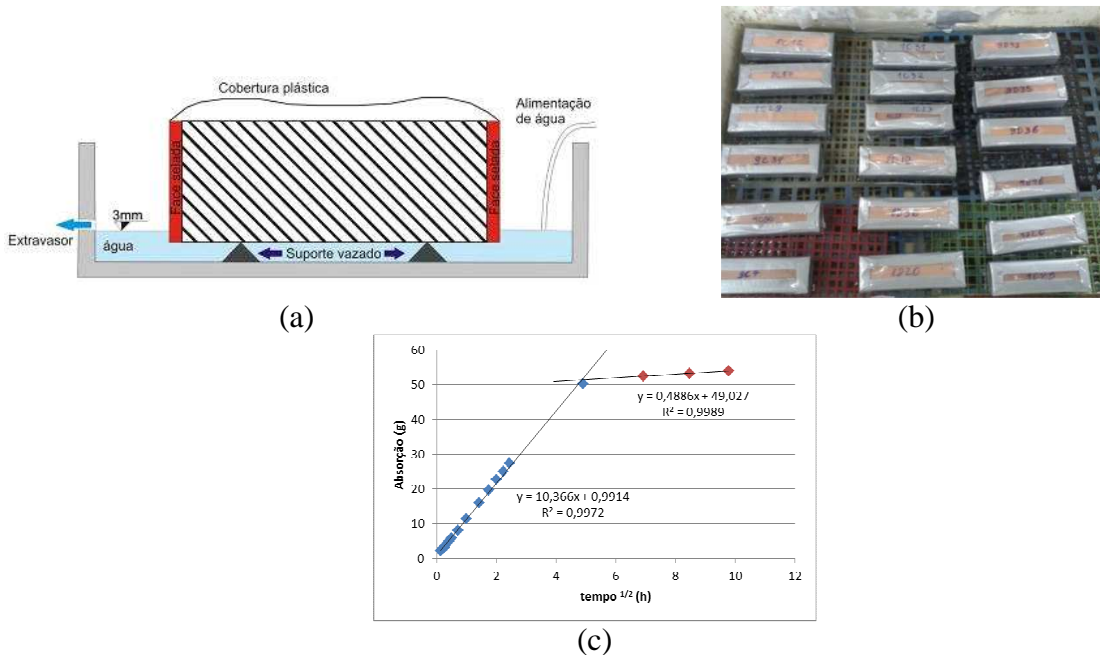 Cobertura plástica
Alimentação
de água
Face selada
Face selada
3mm
Extravasor
água
Suporte vazado
(a)
(b)
60
50
40
30
20
10
0
Absorção (g)
y = 0,4886x + 49,027
R² = 0,9989
y = 10,366x + 0,9914
R² = 0,9972
0 2 4 6 8 10 12
tempo ¹/² (h)
(c)